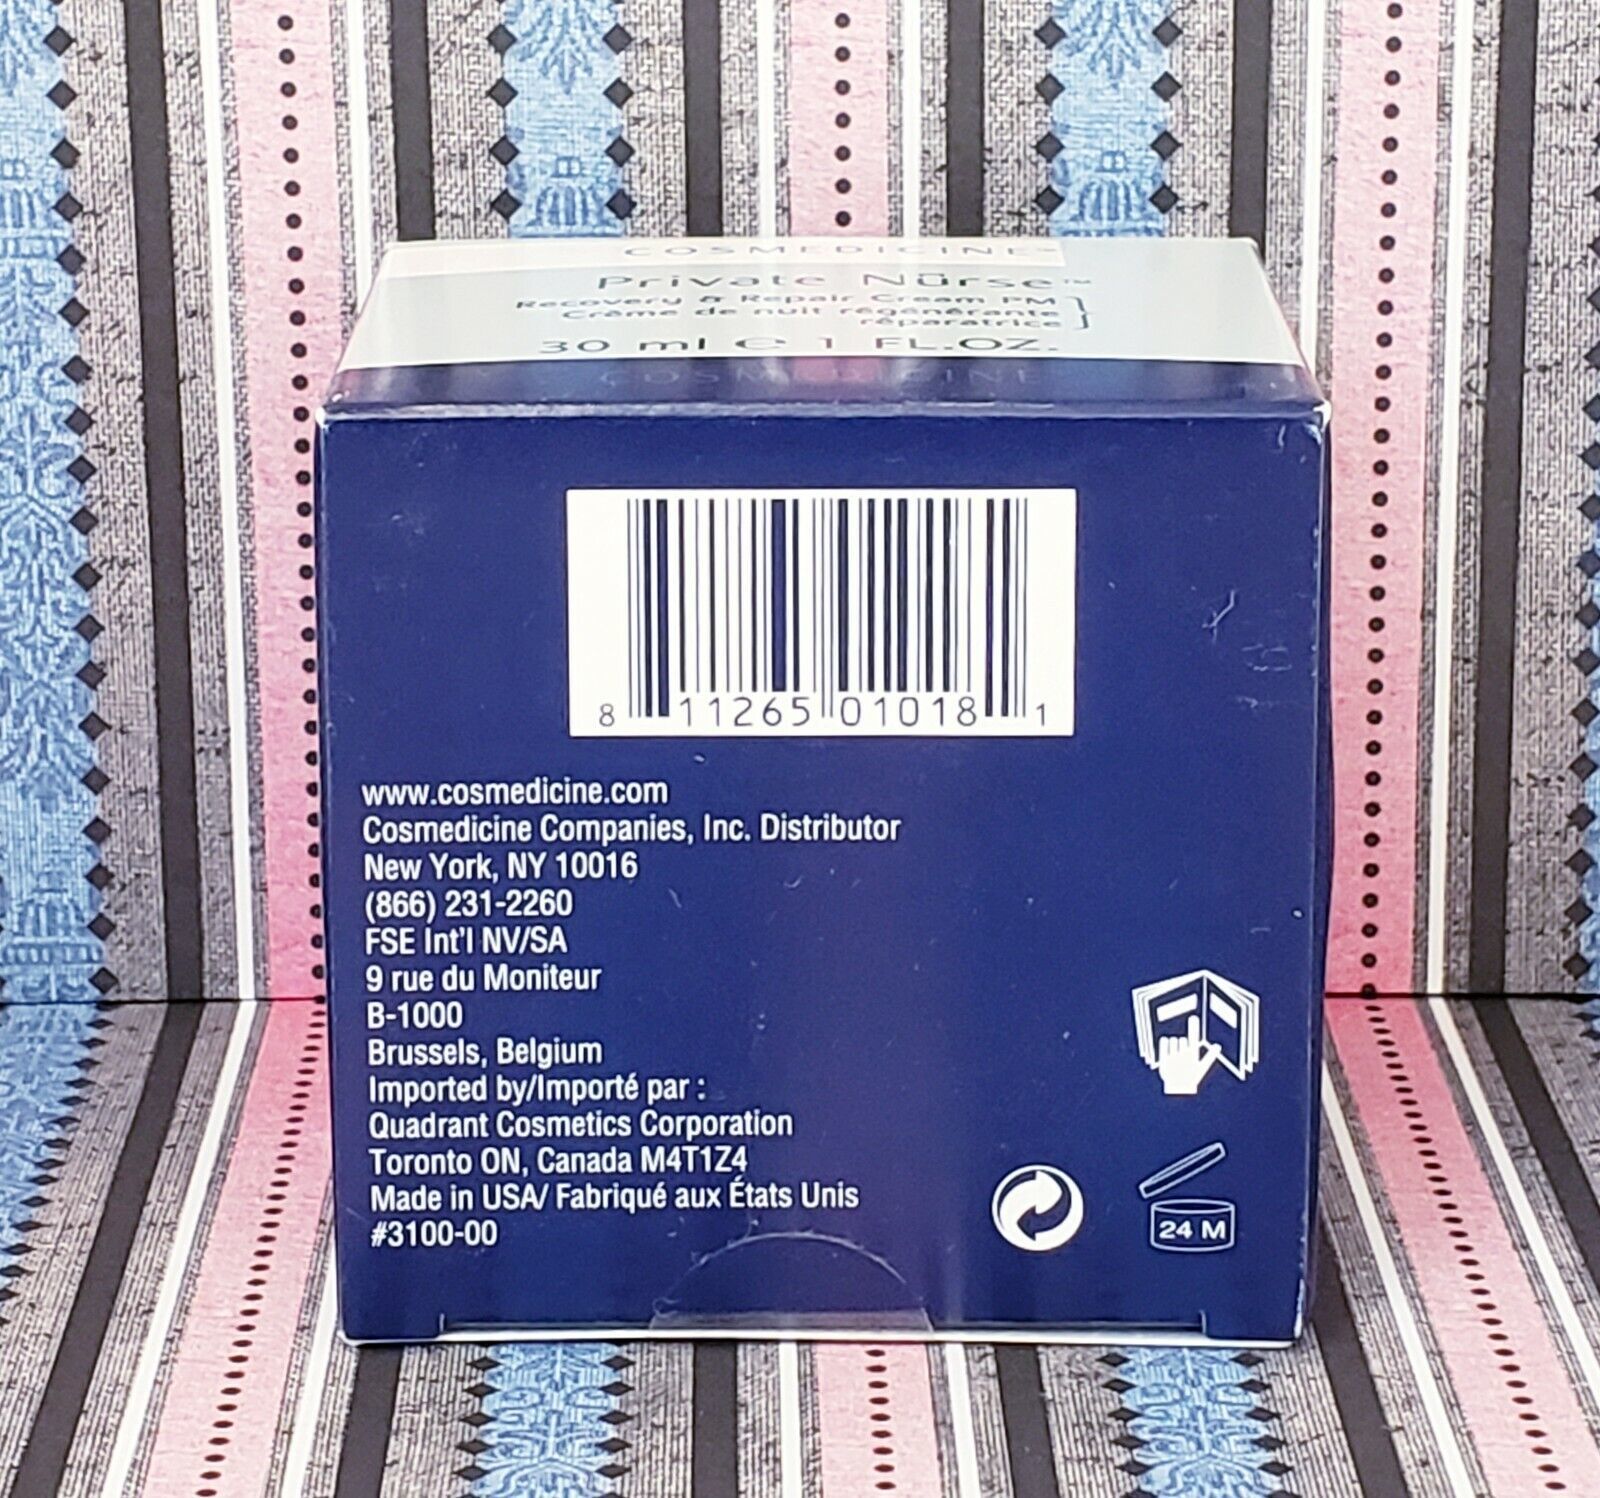 COSMEDICINE™
Private Nürse™
Recovery & Repair Cream PM }
Crème de nuit régénérante
réparatrice }
30 ml e 1 FL.OZ.
COSMEDICINE
8 11265 01018 1
www.cosmedicine.com
Cosmedicine Companies, Inc. Distributor
New York, NY 10016
(866) 231-2260
FSE Int'l NV/SA
9 rue du Moniteur
B-1000
Brussels, Belgium
Imported by/Importé par :
Quadrant Cosmetics Corporation
Toronto ON, Canada M4T1Z4
Made in USA/ Fabriqué aux États Unis
#3100-00
24 M